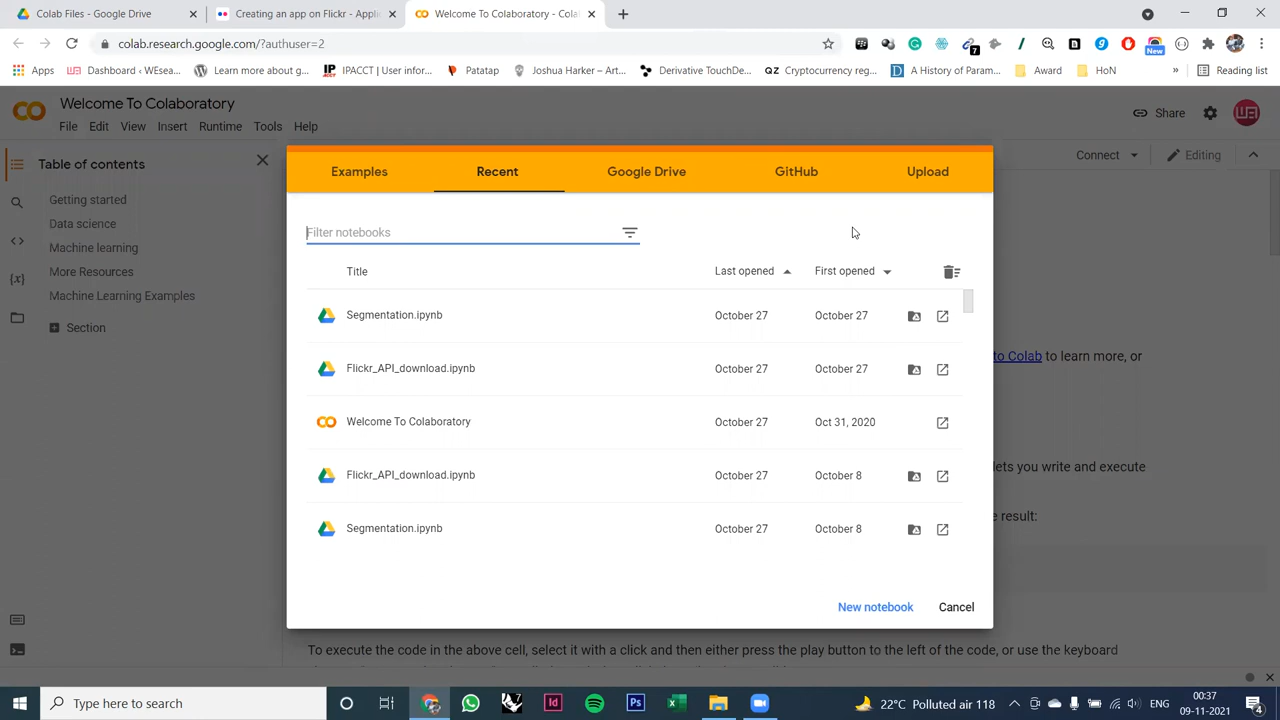 Colab Files - Google Drive
Creating an app on Flickr - Applic
Welcome To Colaboratory - Colab
colab.research.google.com/?authuser=2
7
New
Apps
Dashboard ‹ WEsea...
Learn more about g...
IPACCT | User infor...
Patatap
Joshua Harker – Art...
Derivative TouchDe...
QZ
Cryptocurrency reg...
A History of Param...
Award
HoN
»
Reading list
Welcome To Colaboratory
File Edit View Insert Runtime Tools Help
Share
Table of contents
Connect
Editing
Getting started
Data science
Machine learning
More Resources
Machine Learning Examples
Section
Examples
Recent
Google Drive
GitHub
Upload
Filter notebooks
Title
Last opened
First opened
Segmentation.ipynb October 27 October 27
Flickr_API_download.ipynb October 27 October 27
Welcome To Colaboratory October 27 Oct 31, 2020
Flickr_API_download.ipynb October 27 October 8
Segmentation.ipynb October 27 October 8
New notebook
Cancel
to Colab to learn more, or
lets you write and execute
e result:
To execute the code in the above cell, select it with a click and then either press the play button to the left of the code, or use the keyboard
Type here to search
Id
Ps
22°C Polluted air 118
ENG
00:37
09-11-2021
4